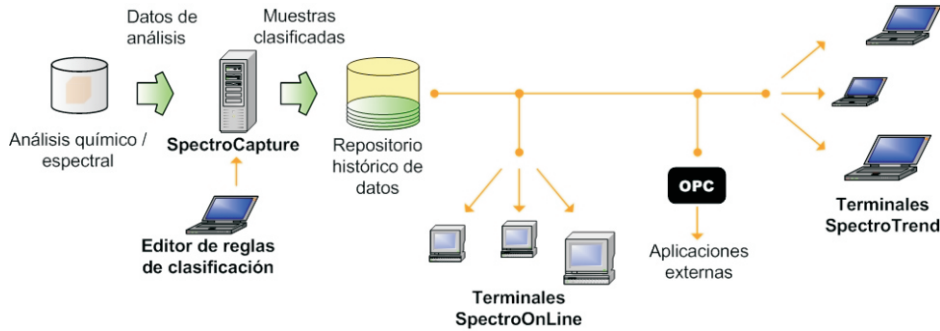 Datos de
análisis
Muestras
clasificadas
Análisis químico /
espectral
SpectroCapture
Repositorio
histórico de
datos
Editor de reglas
de clasificación
OPC
Aplicaciones
externas
Terminales
SpectroOnLine
Terminales
SpectroTrend